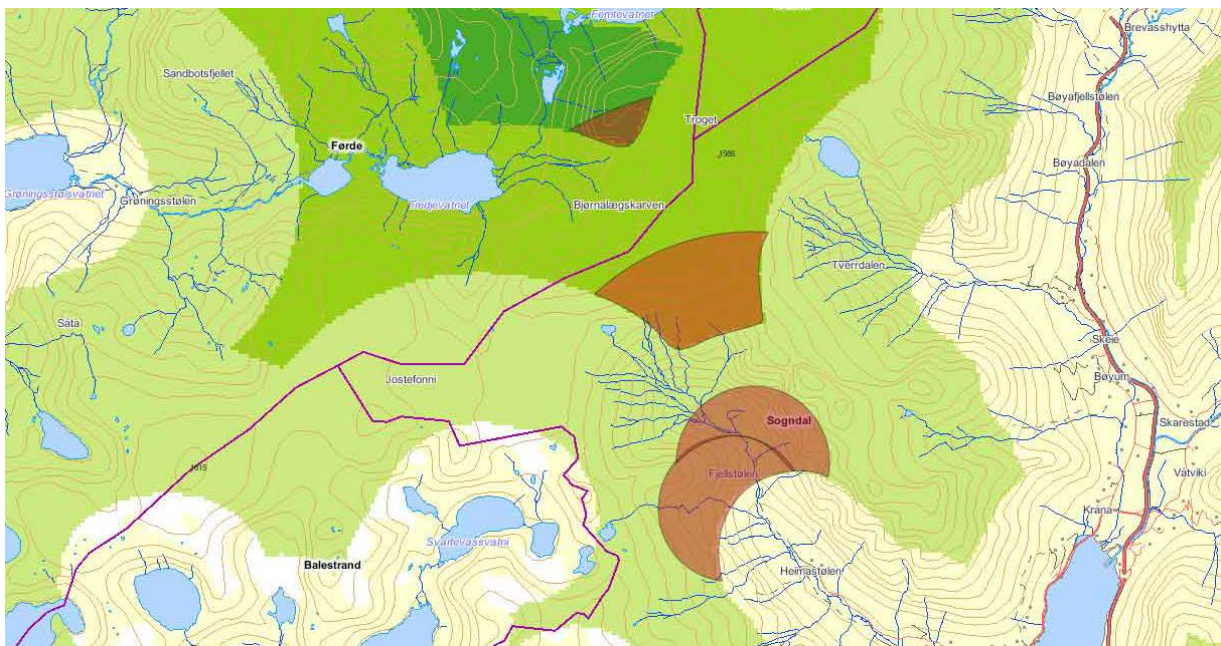 Femtevatnet
Brevasshytta
Sandbotsfjellet
Bøyafjellstølen
Troget
Førde
1586
Bøyadalen
Grøningsstølsvatnet
Grøningsstølen
Tredjevatnet
Bjørnalægskarven
Tverrdalen
Såta
Skeie
Jostefonni
Bøyum
Sogndal
Skarestad
1615
Fjellstølen
Vatviki
Krana
Svartevassvatni
Balestrand
Heimastølen